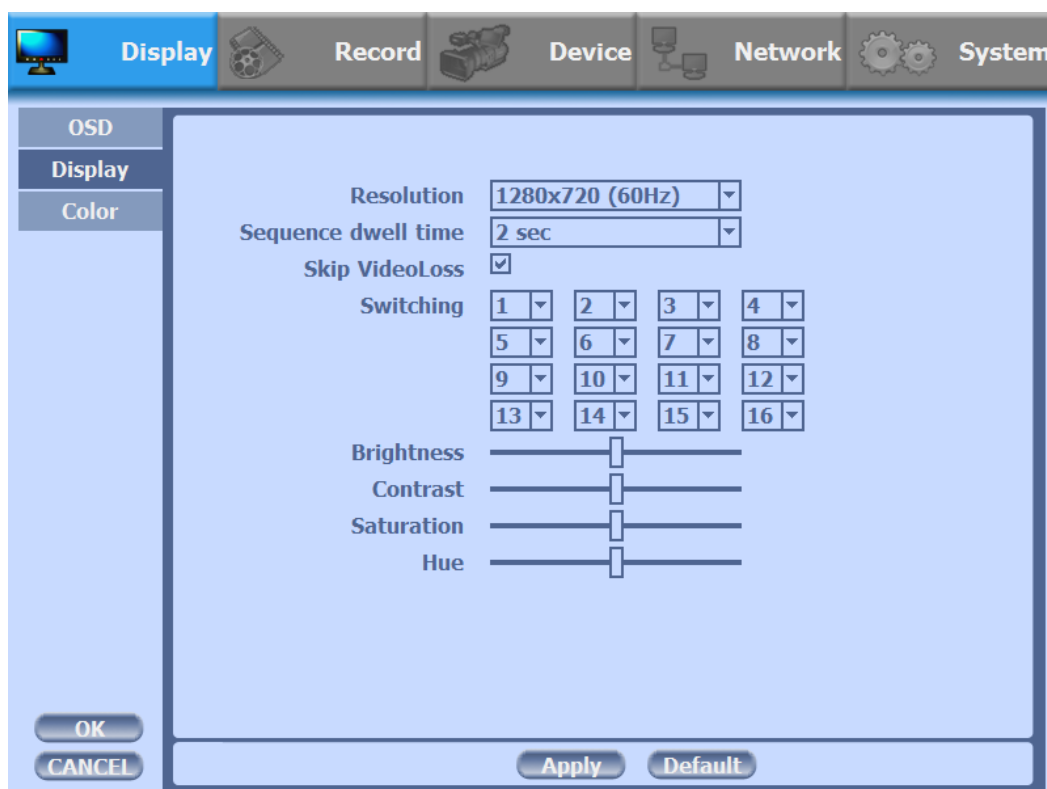 Display Record Device Network System
OSD
Display
Color
Resolution 1280x720 (60Hz)
Sequence dwell time 2 sec
Skip VideoLoss
Switching 1 2 3 4
5 6 7 8
9 10 11 12
13 14 15 16
Brightness
Contrast
Saturation
Hue
OK
CANCEL
Apply Default